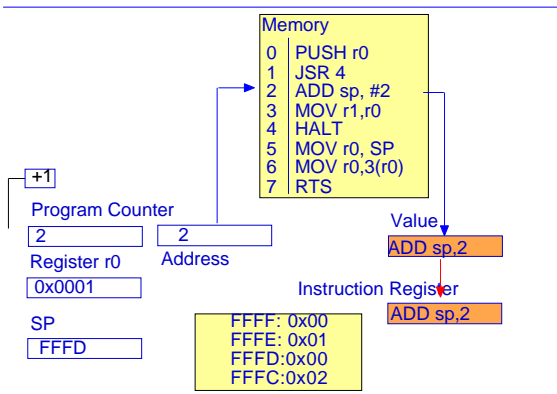 Memory
0 PUSH r0
1 JSR 4
2 ADD sp, #2
3 MOV r1,r0
4 HALT
5 MOV r0, SP
6 MOV r0,3(r0)
7 RTS
+1
Program Counter
2
2
Address
Register r0
0x0001
SP
FFFD
Value
ADD sp,2
Instruction Register
ADD sp,2
FFFF: 0x00
FFFE: 0x01
FFFD:0x00
FFFC:0x02